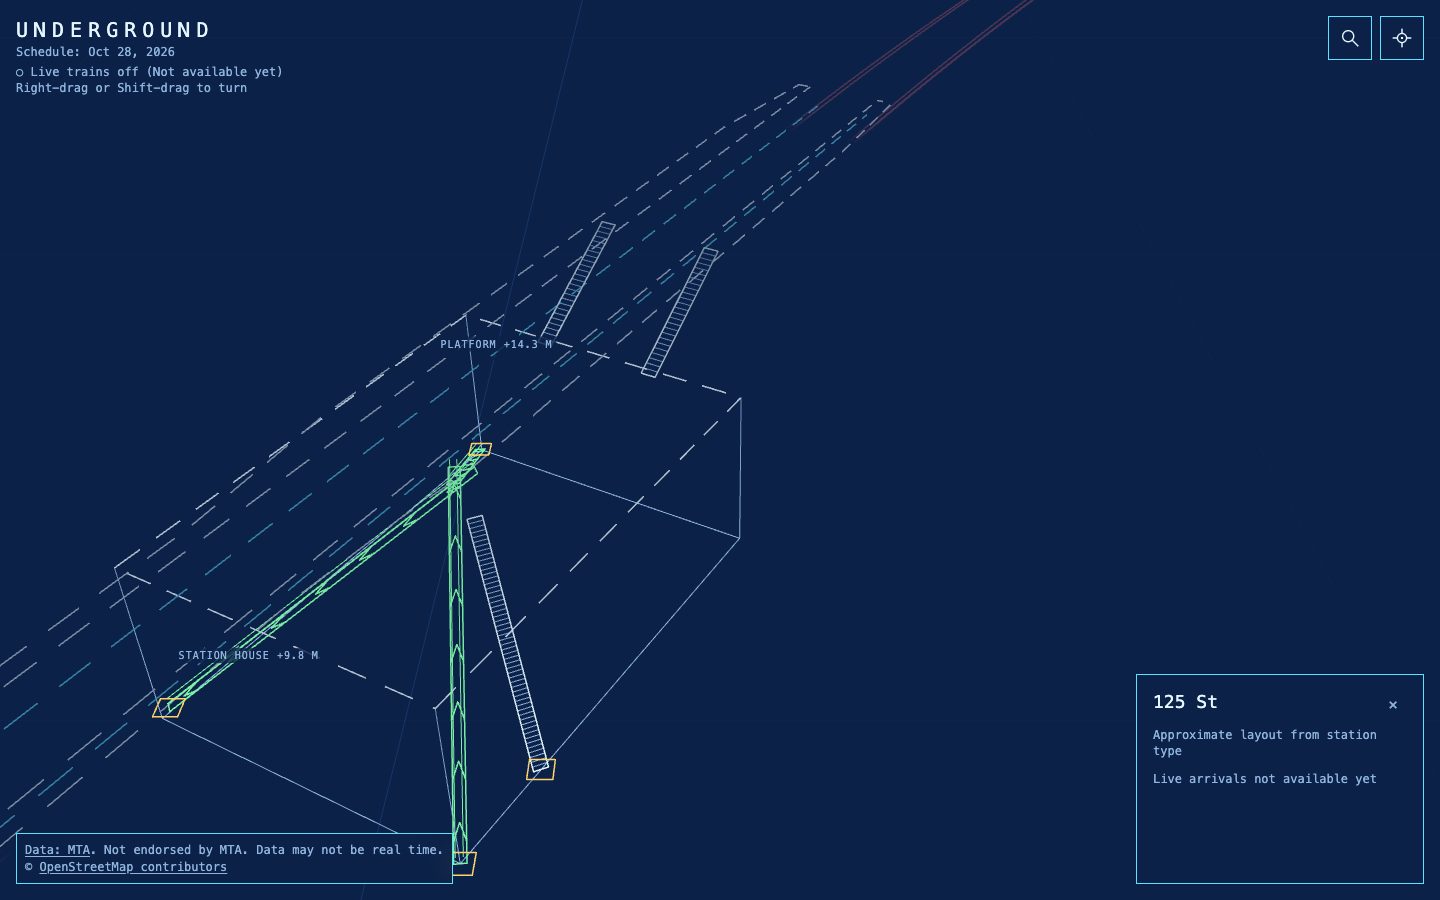 UNDERGROUND
Schedule: Oct 28, 2026
○ Live trains off (Not available yet)
Right-drag or Shift-drag to turn
PLATFORM +14.3 M
STATION HOUSE +9.8 M
125 St
×
Approximate layout from station
type
Live arrivals not available yet
Data: MTA. Not endorsed by MTA. Data may not be real time.
© OpenStreetMap contributors